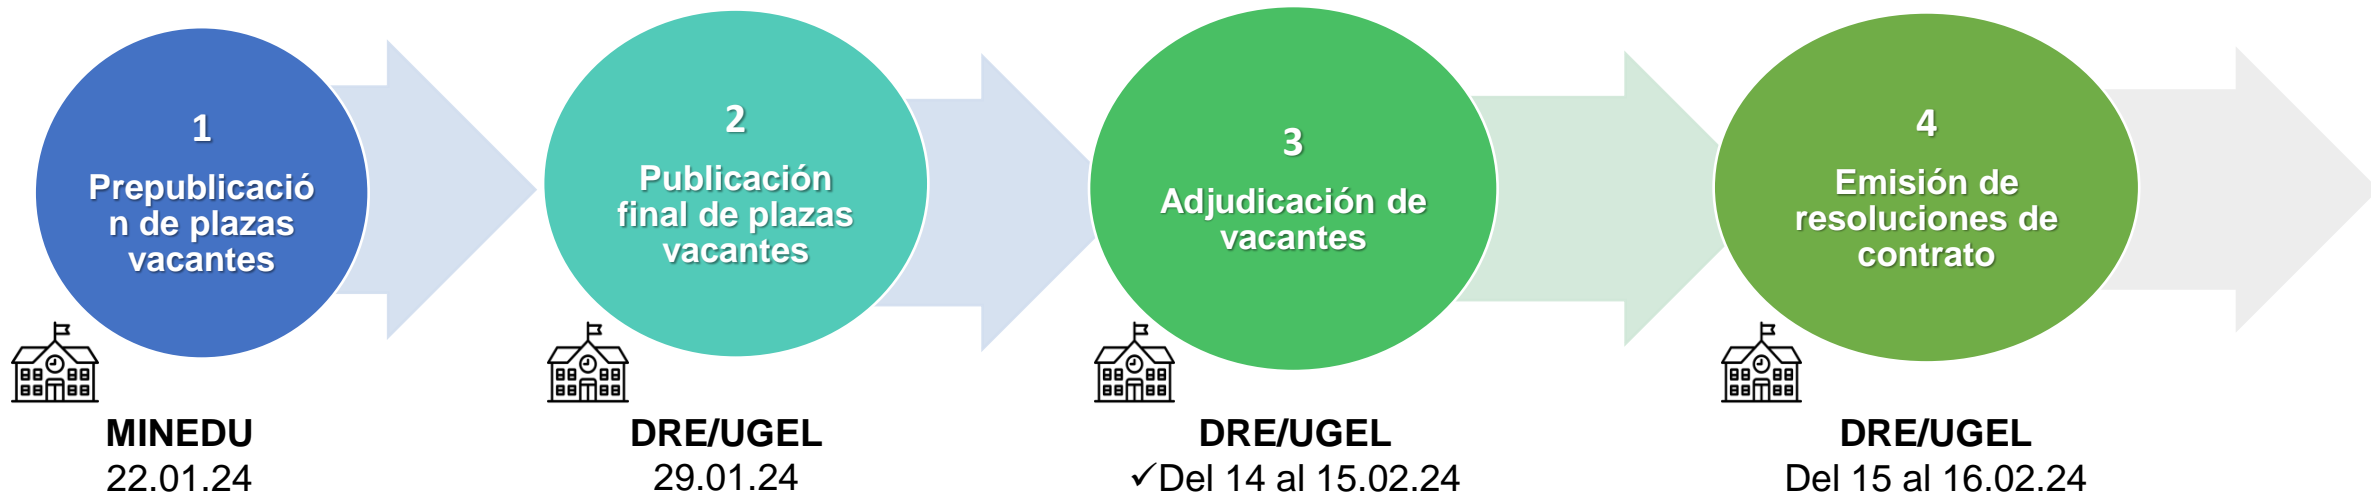 1
Prepublicació
n de plazas
vacantes
MINEDU
22.01.24
2
Publicación
final de plazas
vacantes
DRE/UGEL
29.01.24
3
Adjudicación de
vacantes
DRE/UGEL
✓Del 14 al 15.02.24
4
Emisión de
resoluciones de
contrato
DRE/UGEL
Del 15 al 16.02.24